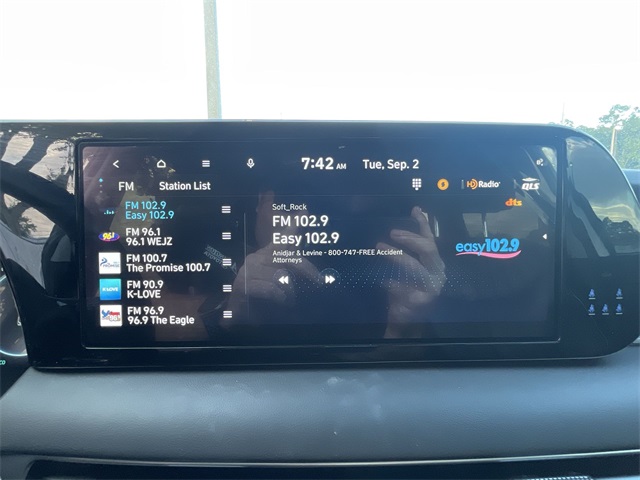 7:42 AM Tue, Sep. 2
FM Station List
HD Radio QLS
dts
FM 102.9
Easy 102.9
FM 96.1
96.1 WEJZ
FM 100.7
The Promise 100.7
K-LOVE
FM 90.9
K-LOVE
FM 96.9
96.9 The Eagle
Soft_Rock
FM 102.9
Easy 102.9
Anidjar & Levine - 800-747-FREE Accident
Attorneys
easy102.9